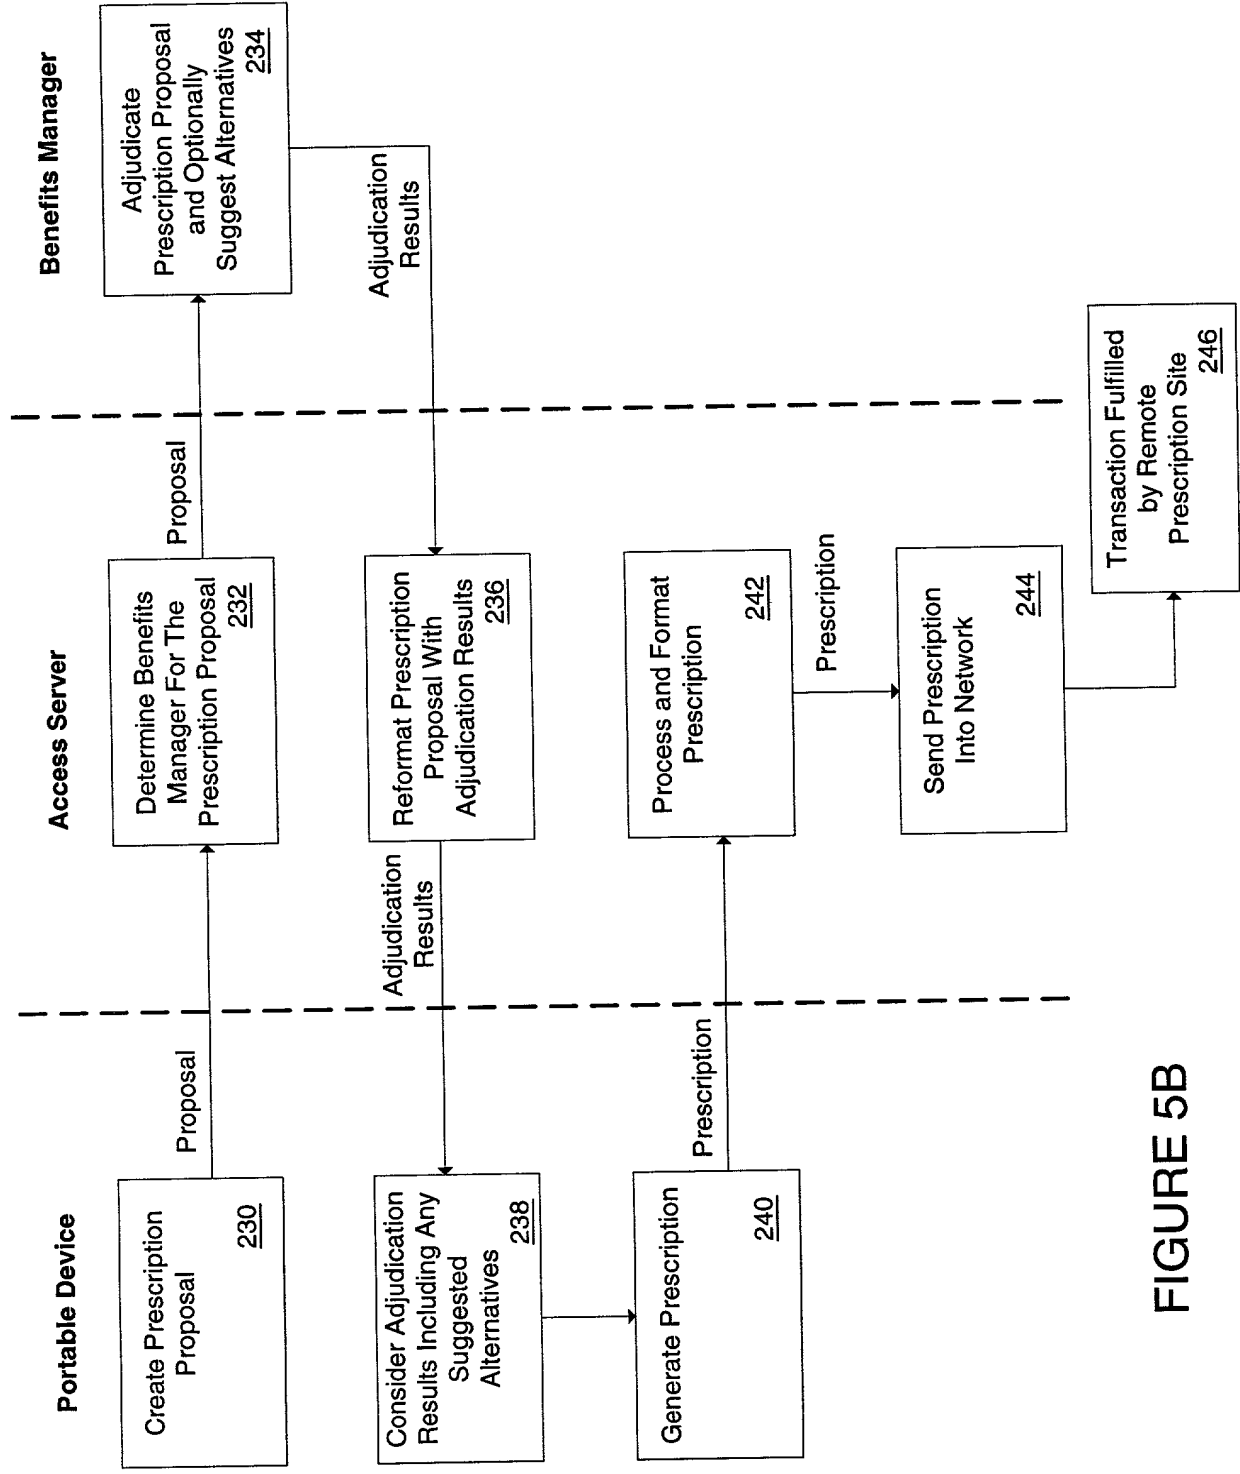 Portable Device
Access Server
Benefits Manager
Create Prescription
Proposal
230
Proposal
Determine Benefits
Manager For The
Prescription Proposal
232
Proposal
Adjudicate
Prescription Proposal
and Optionally
Suggest Alternatives
234
Adjudication
Results
Reformat Prescription
Proposal With
Adjudication Results
236
Adjudication
Results
Consider Adjudication
Results Including Any
Suggested
Alternatives
238
Generate Prescription
240
Prescription
Process and Format
Prescription
242
Prescription
Send Prescription
Into Network
244
Transaction Fulfilled
by Remote
Prescription Site
246
FIGURE 5B